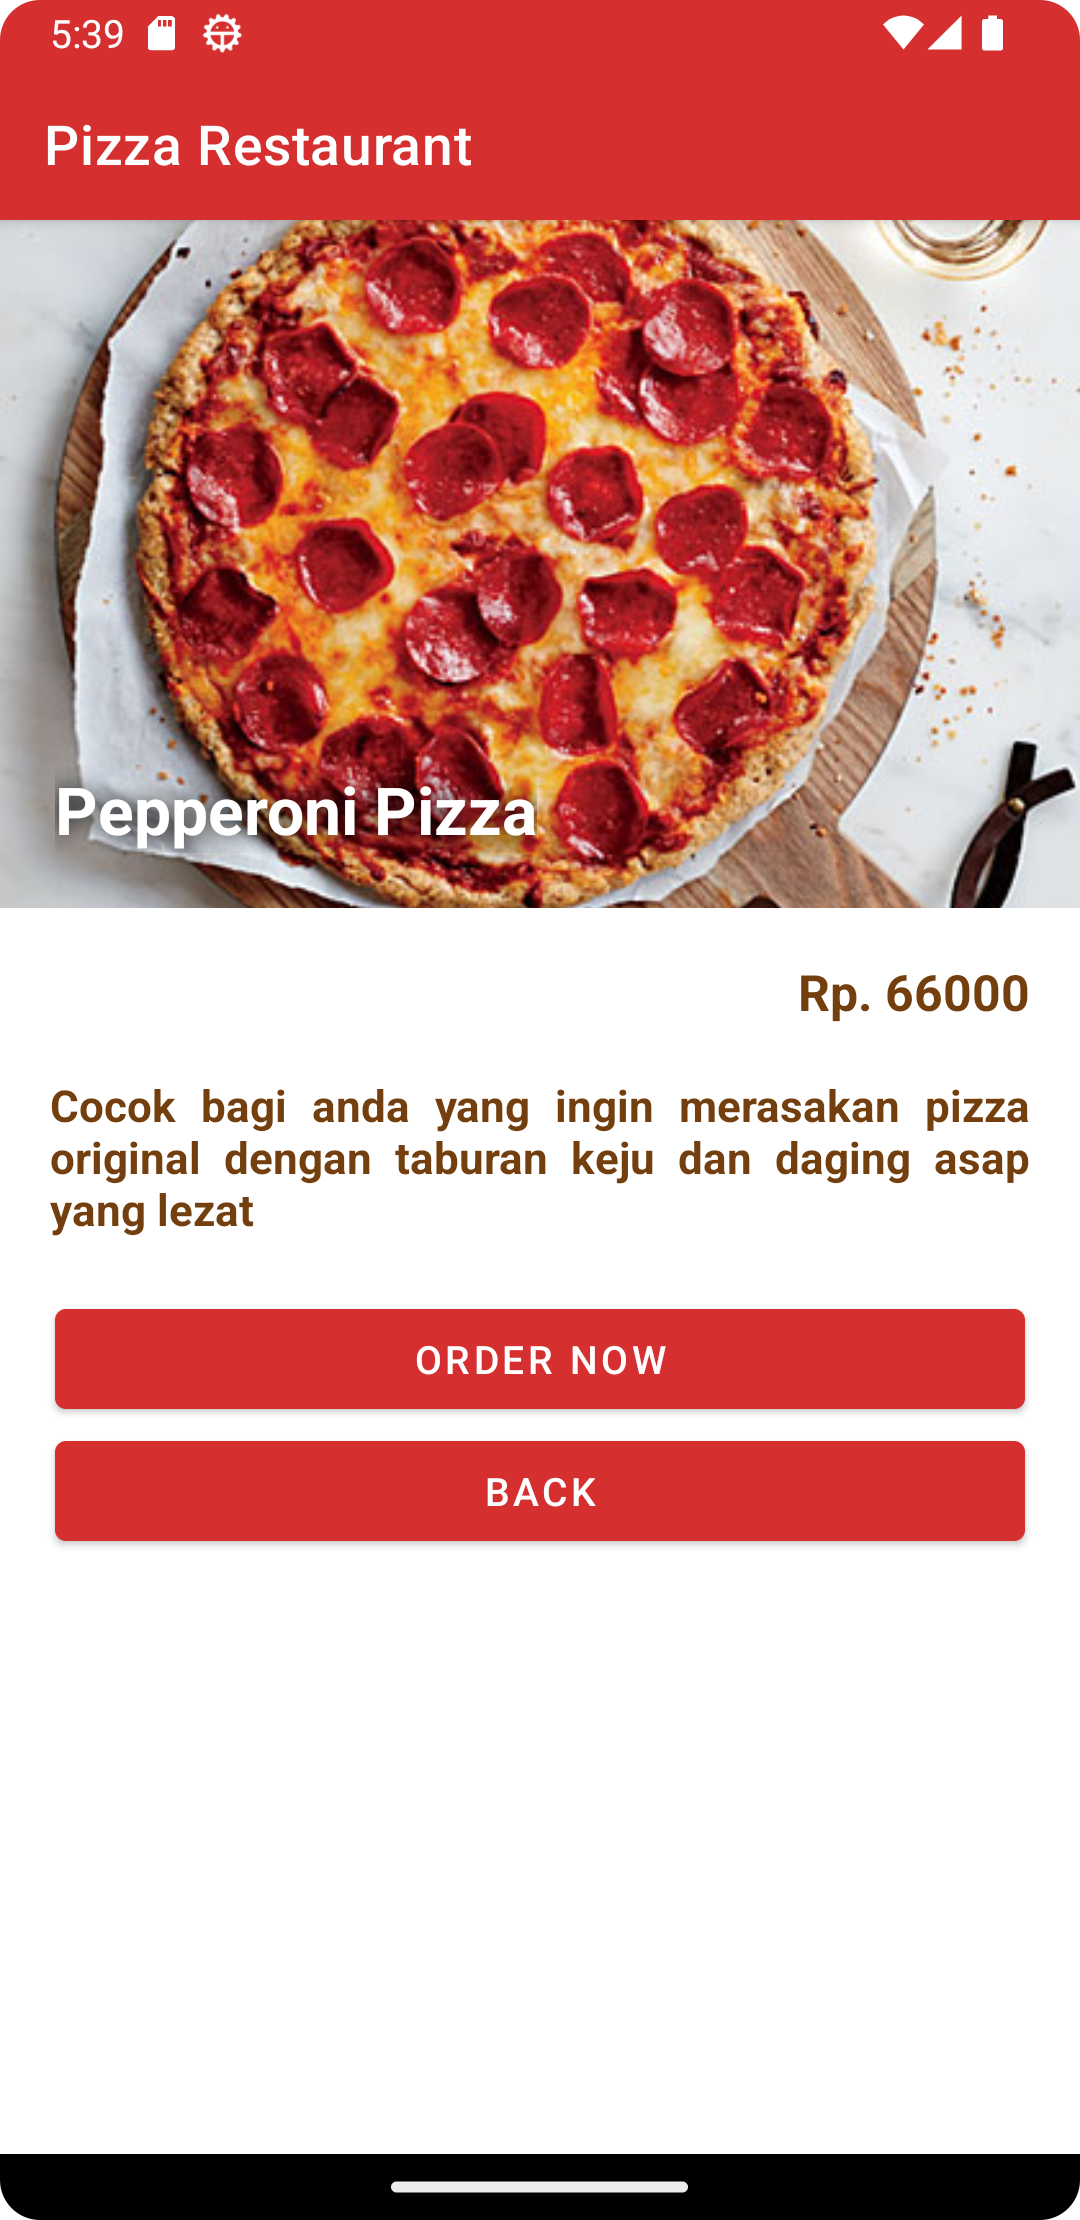 5:39
Pizza Restaurant
Pepperoni Pizza
Rp. 66000
Cocok bagi anda yang ingin merasakan pizza
original dengan taburan keju dan daging asap
yang lezat
ORDER NOW
BACK